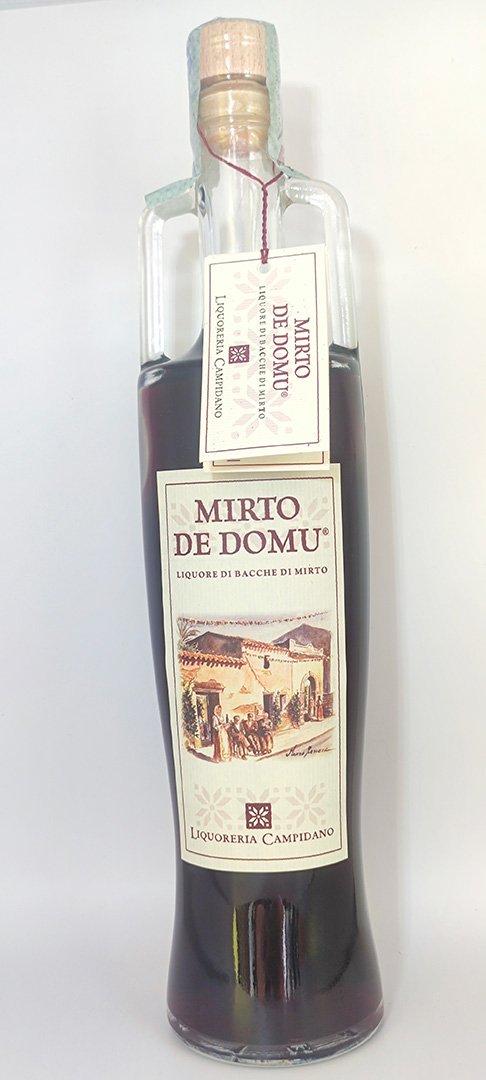 MIRTO
DE DOMU®
LIQUORE DI BACCHE DI MIRTO
LIQUORERIA CAMPIDANO
MIRTO
DE DOMU®
LIQUORE DI BACCHE DI MIRTO
LIQUORERIA CAMPIDANO